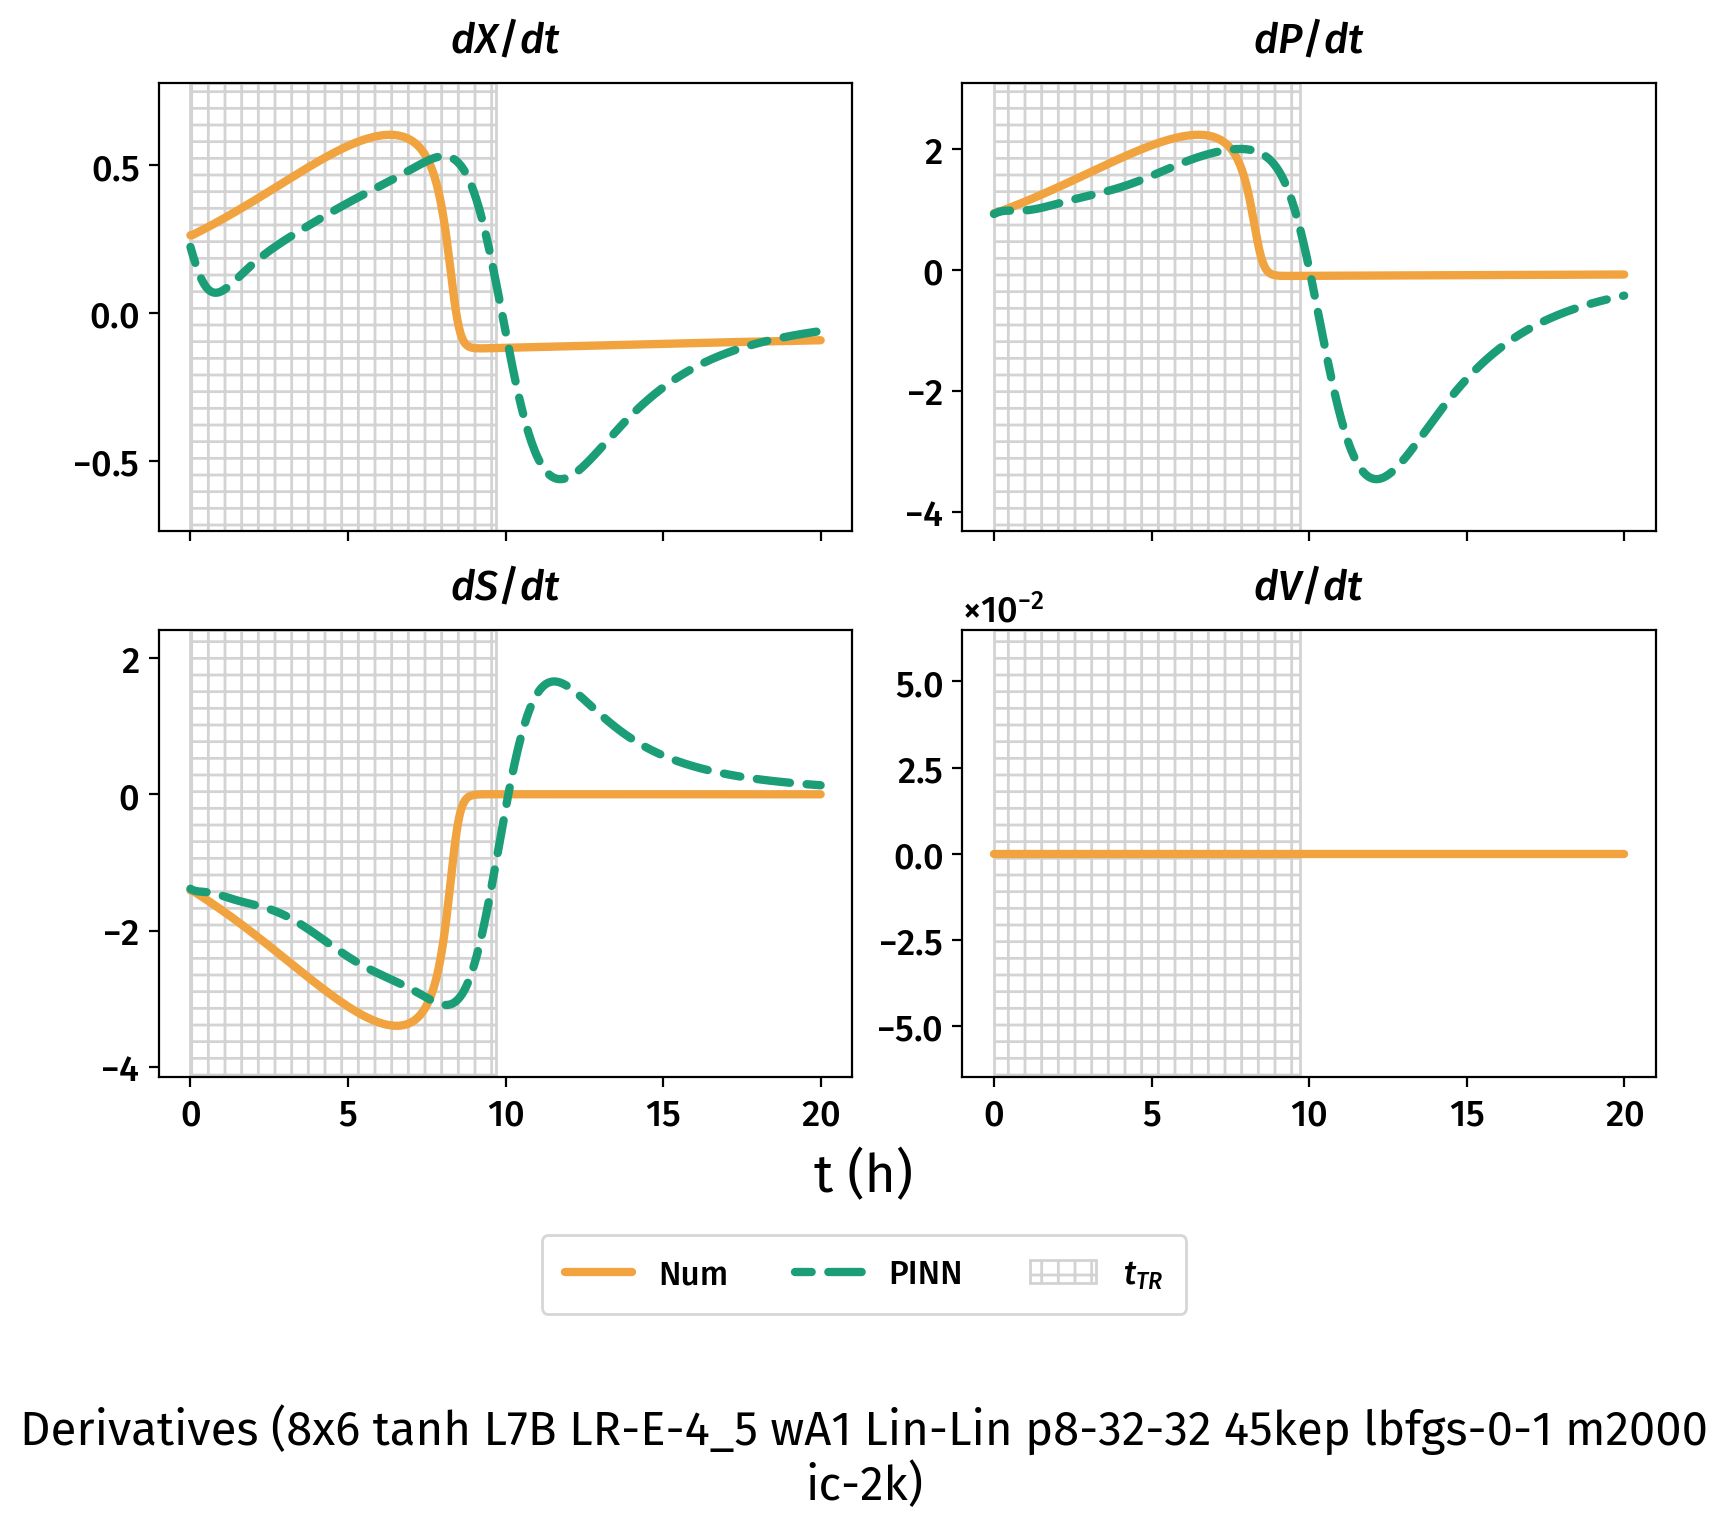 dX/dt
dP/dt
0.5
0.0
−0.5
2
0
−2
−4
dS/dt
dV/dt
×10⁻²
2
0
−2
−4
5.0
2.5
0.0
−2.5
−5.0
0 5 10 15 20
0 5 10 15 20
t (h)
Num PINN t_TR
Derivatives (8x6 tanh L7B LR-E-4_5 wA1 Lin-Lin p8-32-32 45kep lbfgs-0-1 m2000
ic-2k)